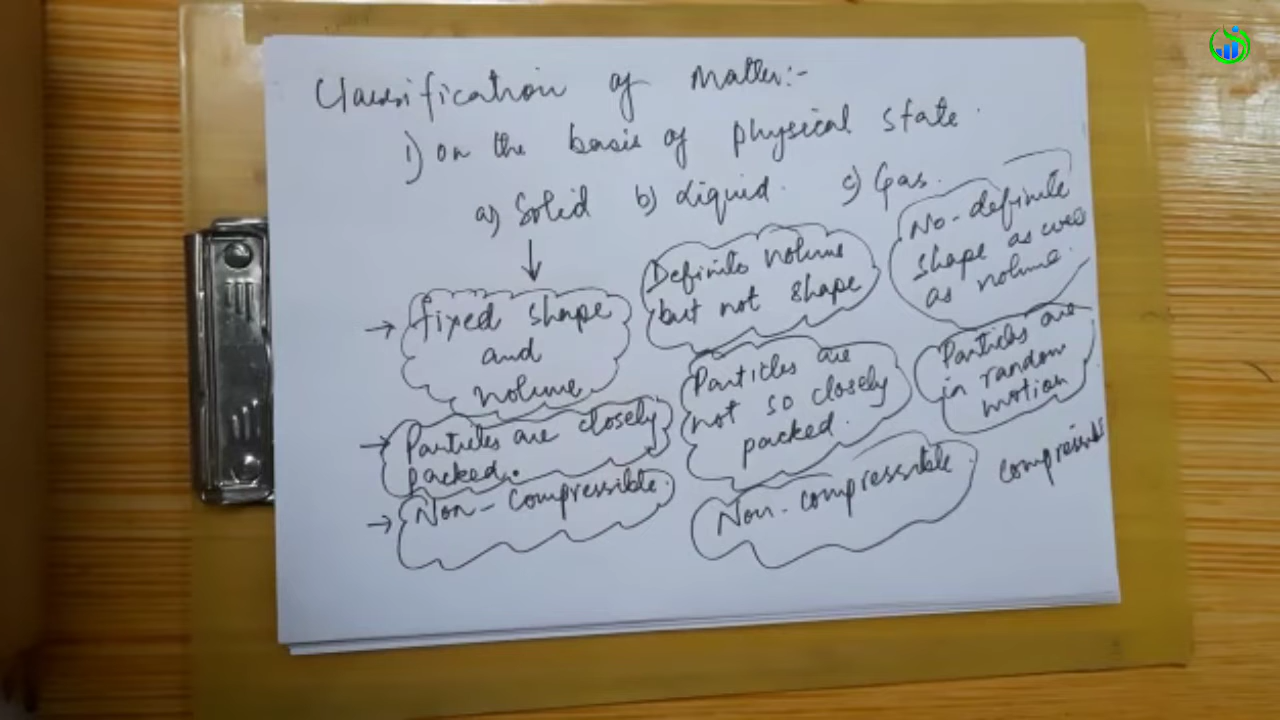 Classification of Matter:-
1) on the basis of physical state.
a) Solid b) Liquid. c) Gas.
→ fixed shape
and
volume
Definite volume
but not shape
No-definite
shape as well
as volume.
→ Particles are closely
packed.
Particles are
not so closely
packed.
Particles are
in random
motion
→ Non-compressible.
Non-compressible